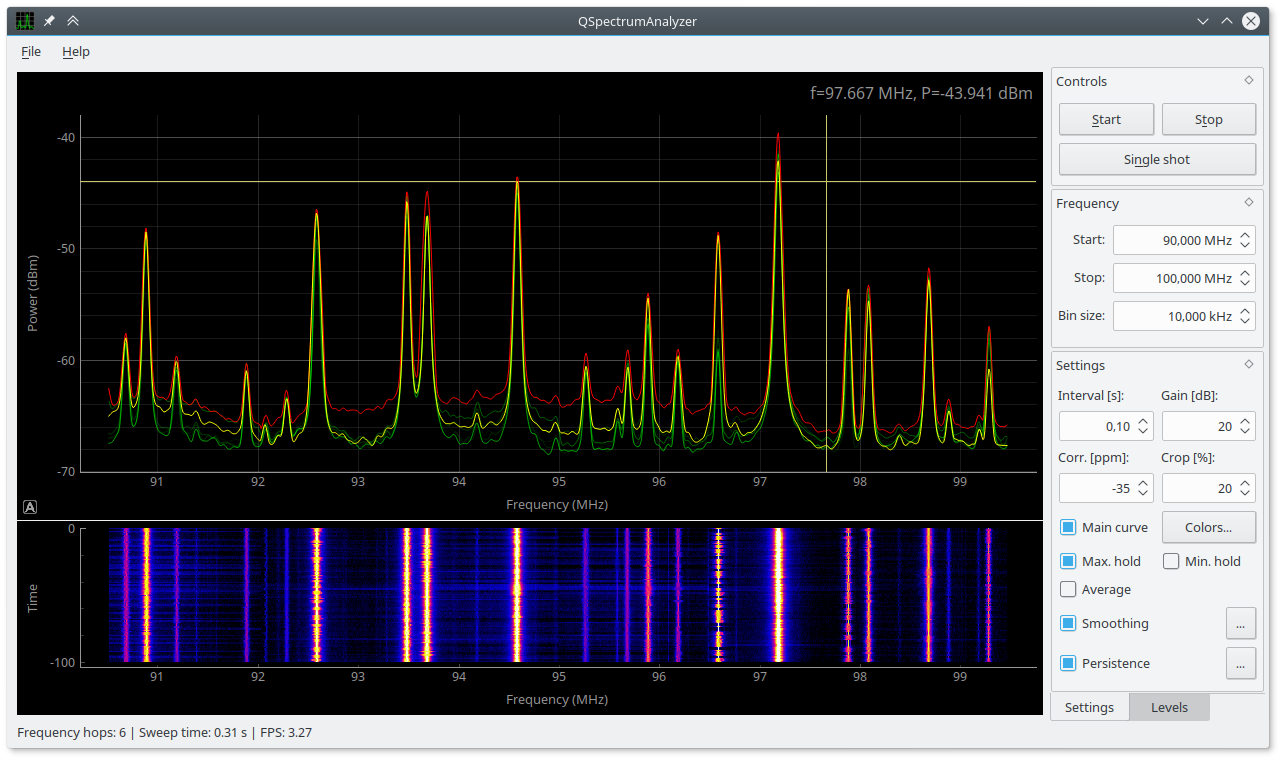 QSpectrumAnalyzer
File Help
f=97.667 MHz, P=-43.941 dBm
-40
-50
-60
-70
Power (dBm)
91 92 93 94 95 96 97 98 99
Frequency (MHz)
A
0
-100
Time
91 92 93 94 95 96 97 98 99
Frequency (MHz)
Controls
Start Stop
Single shot
Frequency
Start: 90,000 MHz
Stop: 100,000 MHz
Bin size: 10,000 kHz
Settings
Interval [s]: Gain [dB]:
0,10 20
Corr. [ppm]: Crop [%]:
-35 20
Main curve Colors...
Max. hold Min. hold
Average
Smoothing ...
Persistence ...
Settings Levels
Frequency hops: 6 | Sweep time: 0.31 s | FPS: 3.27